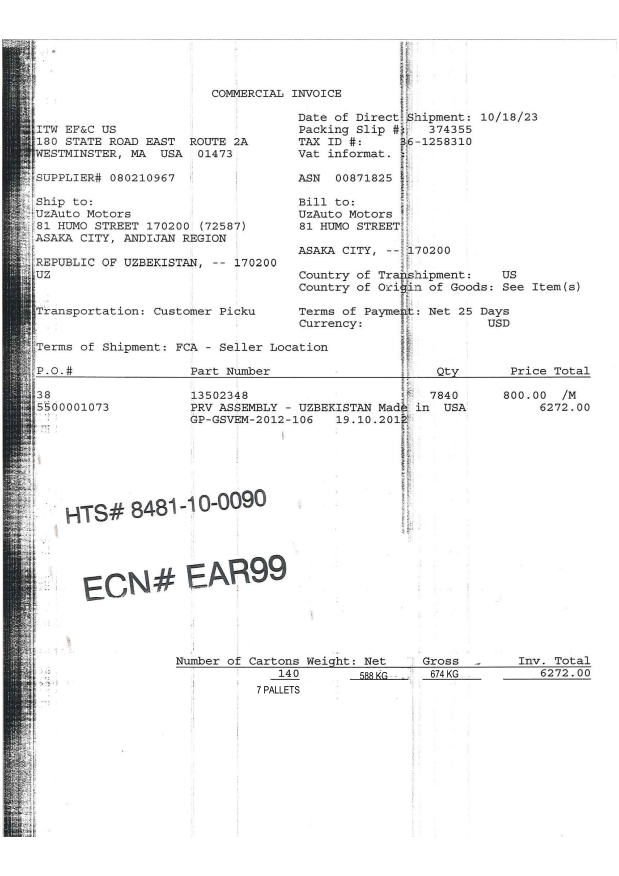 COMMERCIAL INVOICE
Date of Direct Shipment: 10/18/23
ITW EF&C US Packing Slip #: 374355
180 STATE ROAD EAST ROUTE 2A TAX ID #: 36-1258310
WESTMINSTER, MA USA 01473 Vat informat. :
SUPPLIER# 080210967 ASN 00871825
Ship to: Bill to:
UzAuto Motors UzAuto Motors
81 HUMO STREET 170200 (72587) 81 HUMO STREET
ASAKA CITY, ANDIJAN REGION
ASAKA CITY, -- 170200
REPUBLIC OF UZBEKISTAN, -- 170200
UZ Country of Transhipment: US
Country of Origin of Goods: See Item(s)
Transportation: Customer Picku Terms of Payment: Net 25 Days
Currency: USD
Terms of Shipment: FCA - Seller Location
P.O.# Part Number Qty Price Total
38 13502348 7840 800.00 /M
5500001073 PRV ASSEMBLY - UZBEKISTAN Made in USA 6272.00
GP-GSVEM-2012-106 19.10.2012
HTS# 8481-10-0090
ECN# EAR99
Number of Cartons Weight: Net Gross Inv. Total
140 588 KG 674 KG 6272.00
7 PALLETS